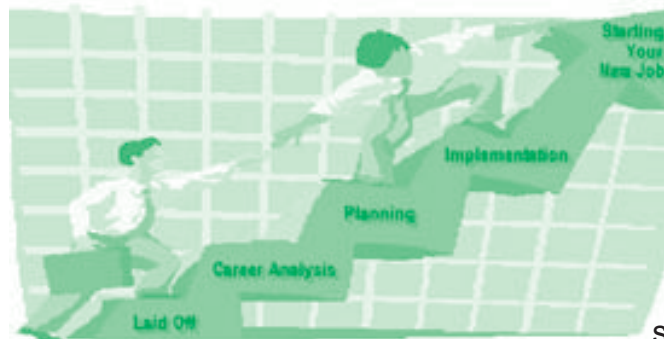 Starting
Your
New Job
Implementation
Planning
Career Analysis
Laid Off
s